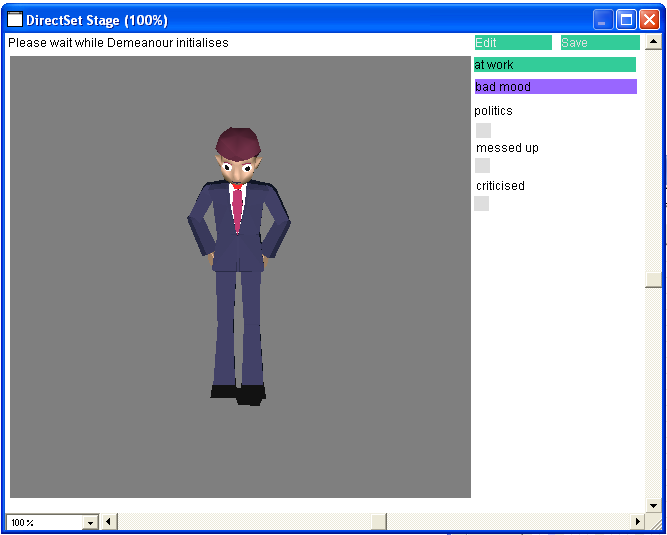 DirectSet Stage (100%)
Please wait while Demeanour initialises
Edit Save
at work
bad mood
politics
messed up
criticised
100%